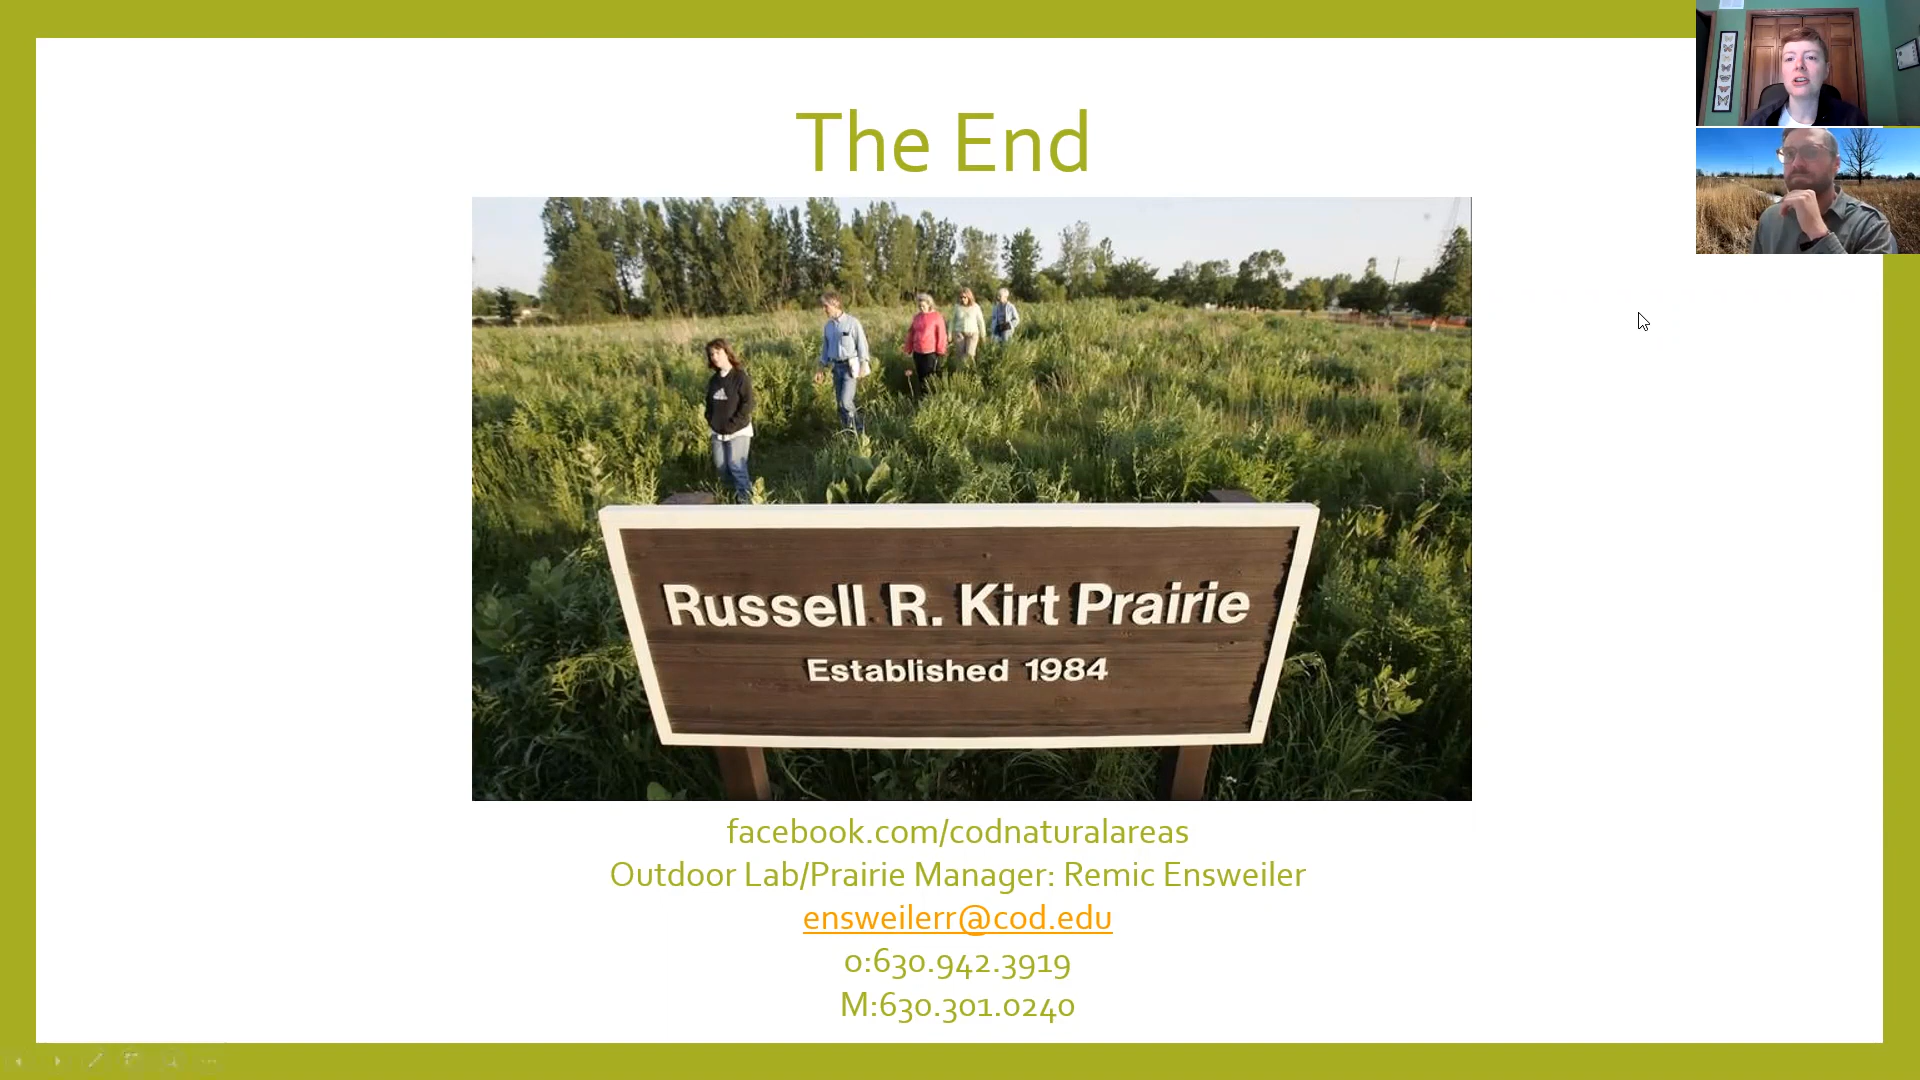 The End
Russell R. Kirt Prairie
Established 1984
facebook.com/codnaturalareas
Outdoor Lab/Prairie Manager: Remic Ensweiler
ensweilerr@cod.edu
o:630.942.3919
M:630.301.0240